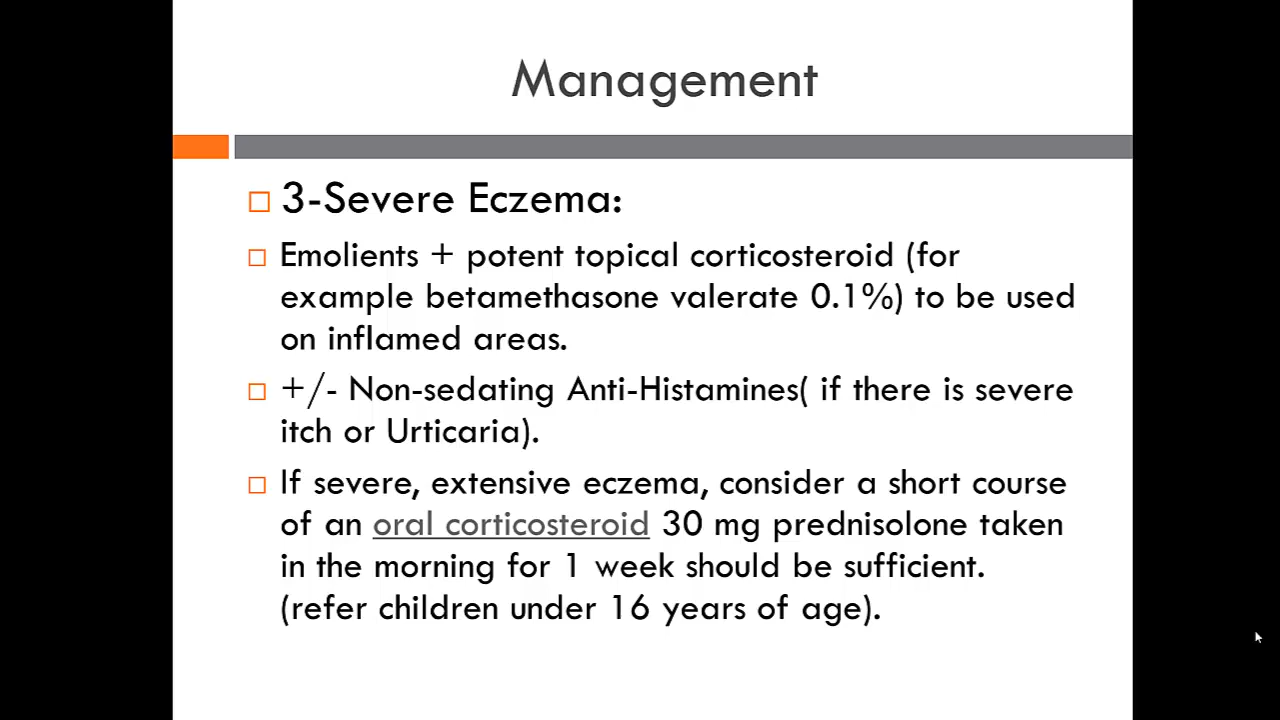 Management
3-Severe Eczema:
Emolients + potent topical corticosteroid (for
example betamethasone valerate 0.1%) to be used
on inflamed areas.
+/- Non-sedating Anti-Histamines( if there is severe
itch or Urticaria).
If severe, extensive eczema, consider a short course
of an oral corticosteroid 30 mg prednisolone taken
in the morning for 1 week should be sufficient.
(refer children under 16 years of age).